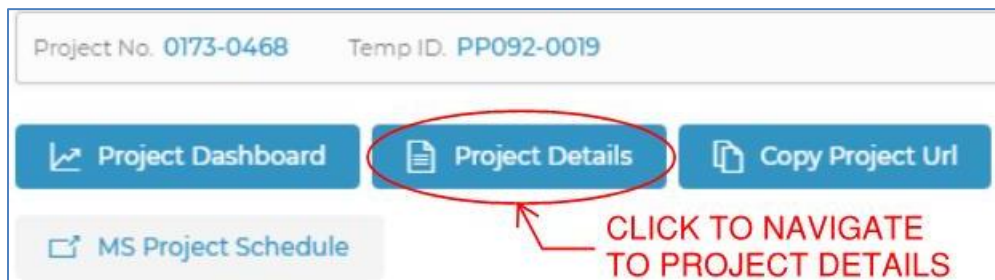 Project No. 0173-0468 Temp ID. PP092-0019
Project Dashboard Project Details Copy Project Url
MS Project Schedule
CLICK TO NAVIGATE
TO PROJECT DETAILS